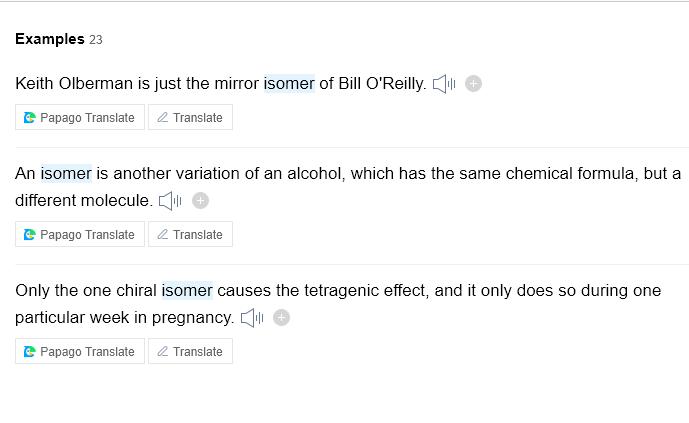 Examples 23
Keith Olberman is just the mirror isomer of Bill O'Reilly.
Papago Translate Translate
An isomer is another variation of an alcohol, which has the same chemical formula, but a
different molecule.
Papago Translate Translate
Only the one chiral isomer causes the tetragenic effect, and it only does so during one
particular week in pregnancy.
Papago Translate Translate